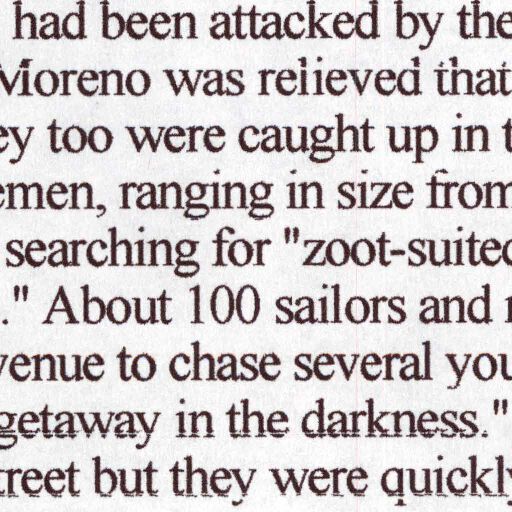 had been attacked by the
Moreno was relieved that
ey too were caught up in t
emen, ranging in size from
searching for "zoot-suited
." About 100 sailors and
venue to chase several you
getaway in the darkness."
treet but they were quickly